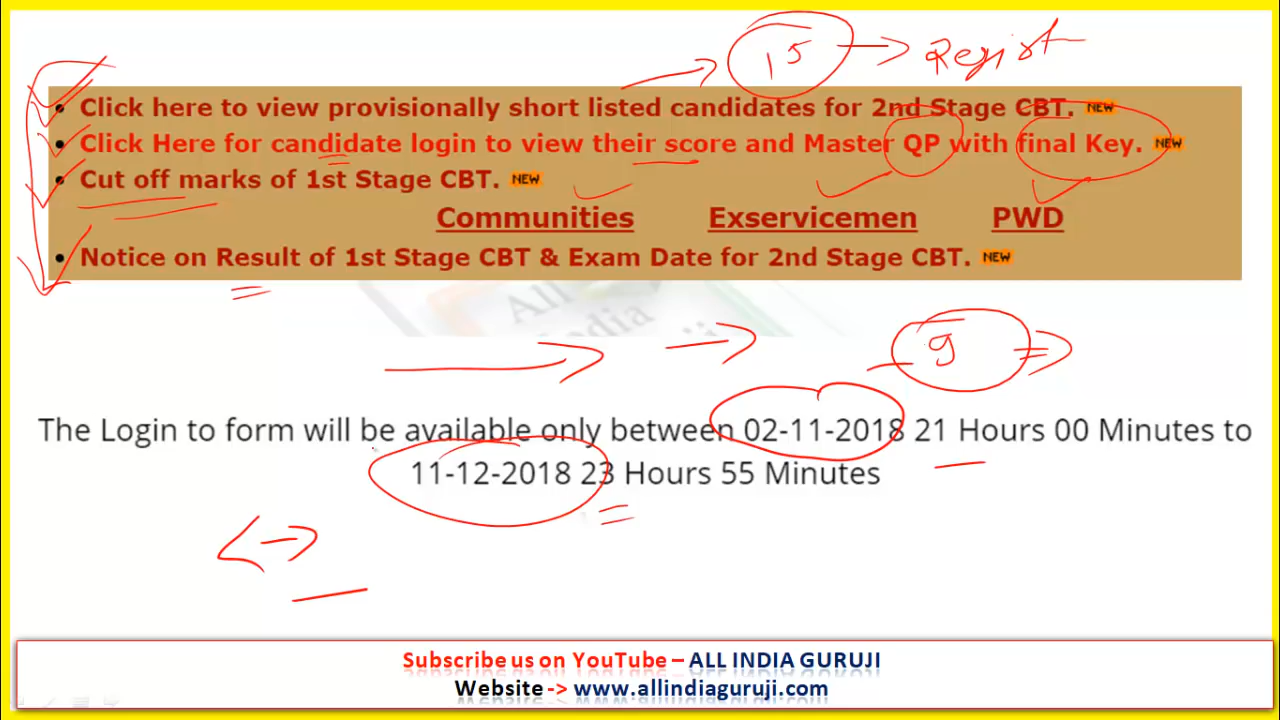 15 Regist
Click here to view provisionally short listed candidates for 2nd Stage CBT. NEW
Click Here for candidate login to view their score and Master QP with final Key. NEW
Cut off marks of 1st Stage CBT. NEW
Communities Exservicemen PWD
Notice on Result of 1st Stage CBT & Exam Date for 2nd Stage CBT. NEW
All
India
9
The Login to form will be available only between 02-11-2018 21 Hours 00 Minutes to
11-12-2018 23 Hours 55 Minutes
Subscribe us on YouTube – ALL INDIA GURUJI
Website -> www.allindiaguruji.com